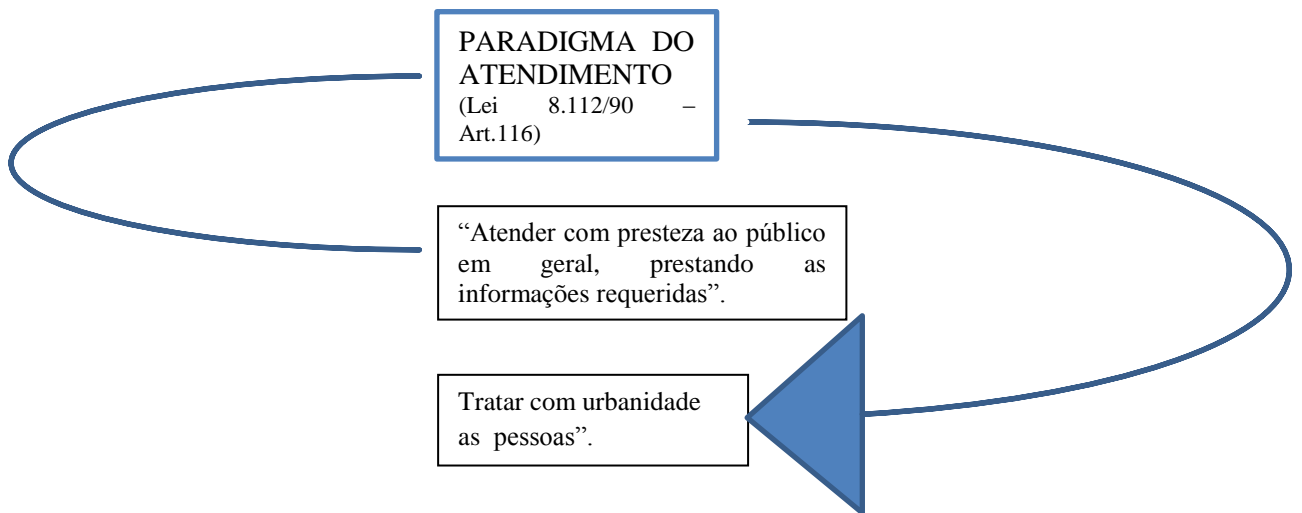 PARADIGMA DO
ATENDIMENTO
(Lei 8.112/90 –
Art.116)
“Atender com presteza ao público
em geral, prestando as
informações requeridas”.
Tratar com urbanidade
as pessoas”.